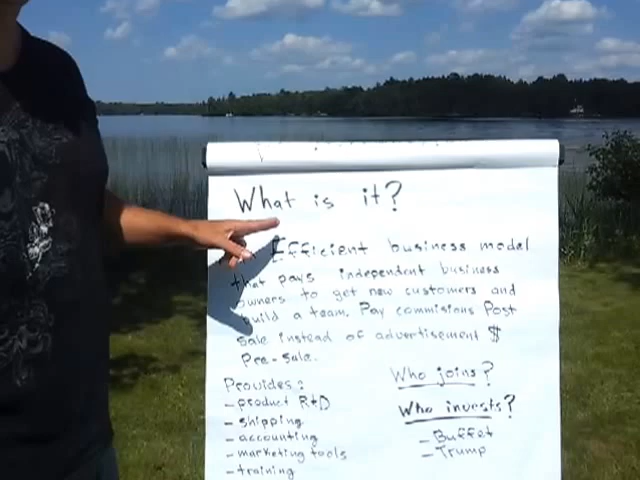 What is it?
Efficient business model
that pays independent business
owners to get new customers and
build a team. Pay commisions Post
sale instead of advertisement $
Pre-sale.
Provides:
- product R+D
- shipping
- accounting
- marketing tools
- training
Who joins?
Who invests?
- Buffet
- Trump